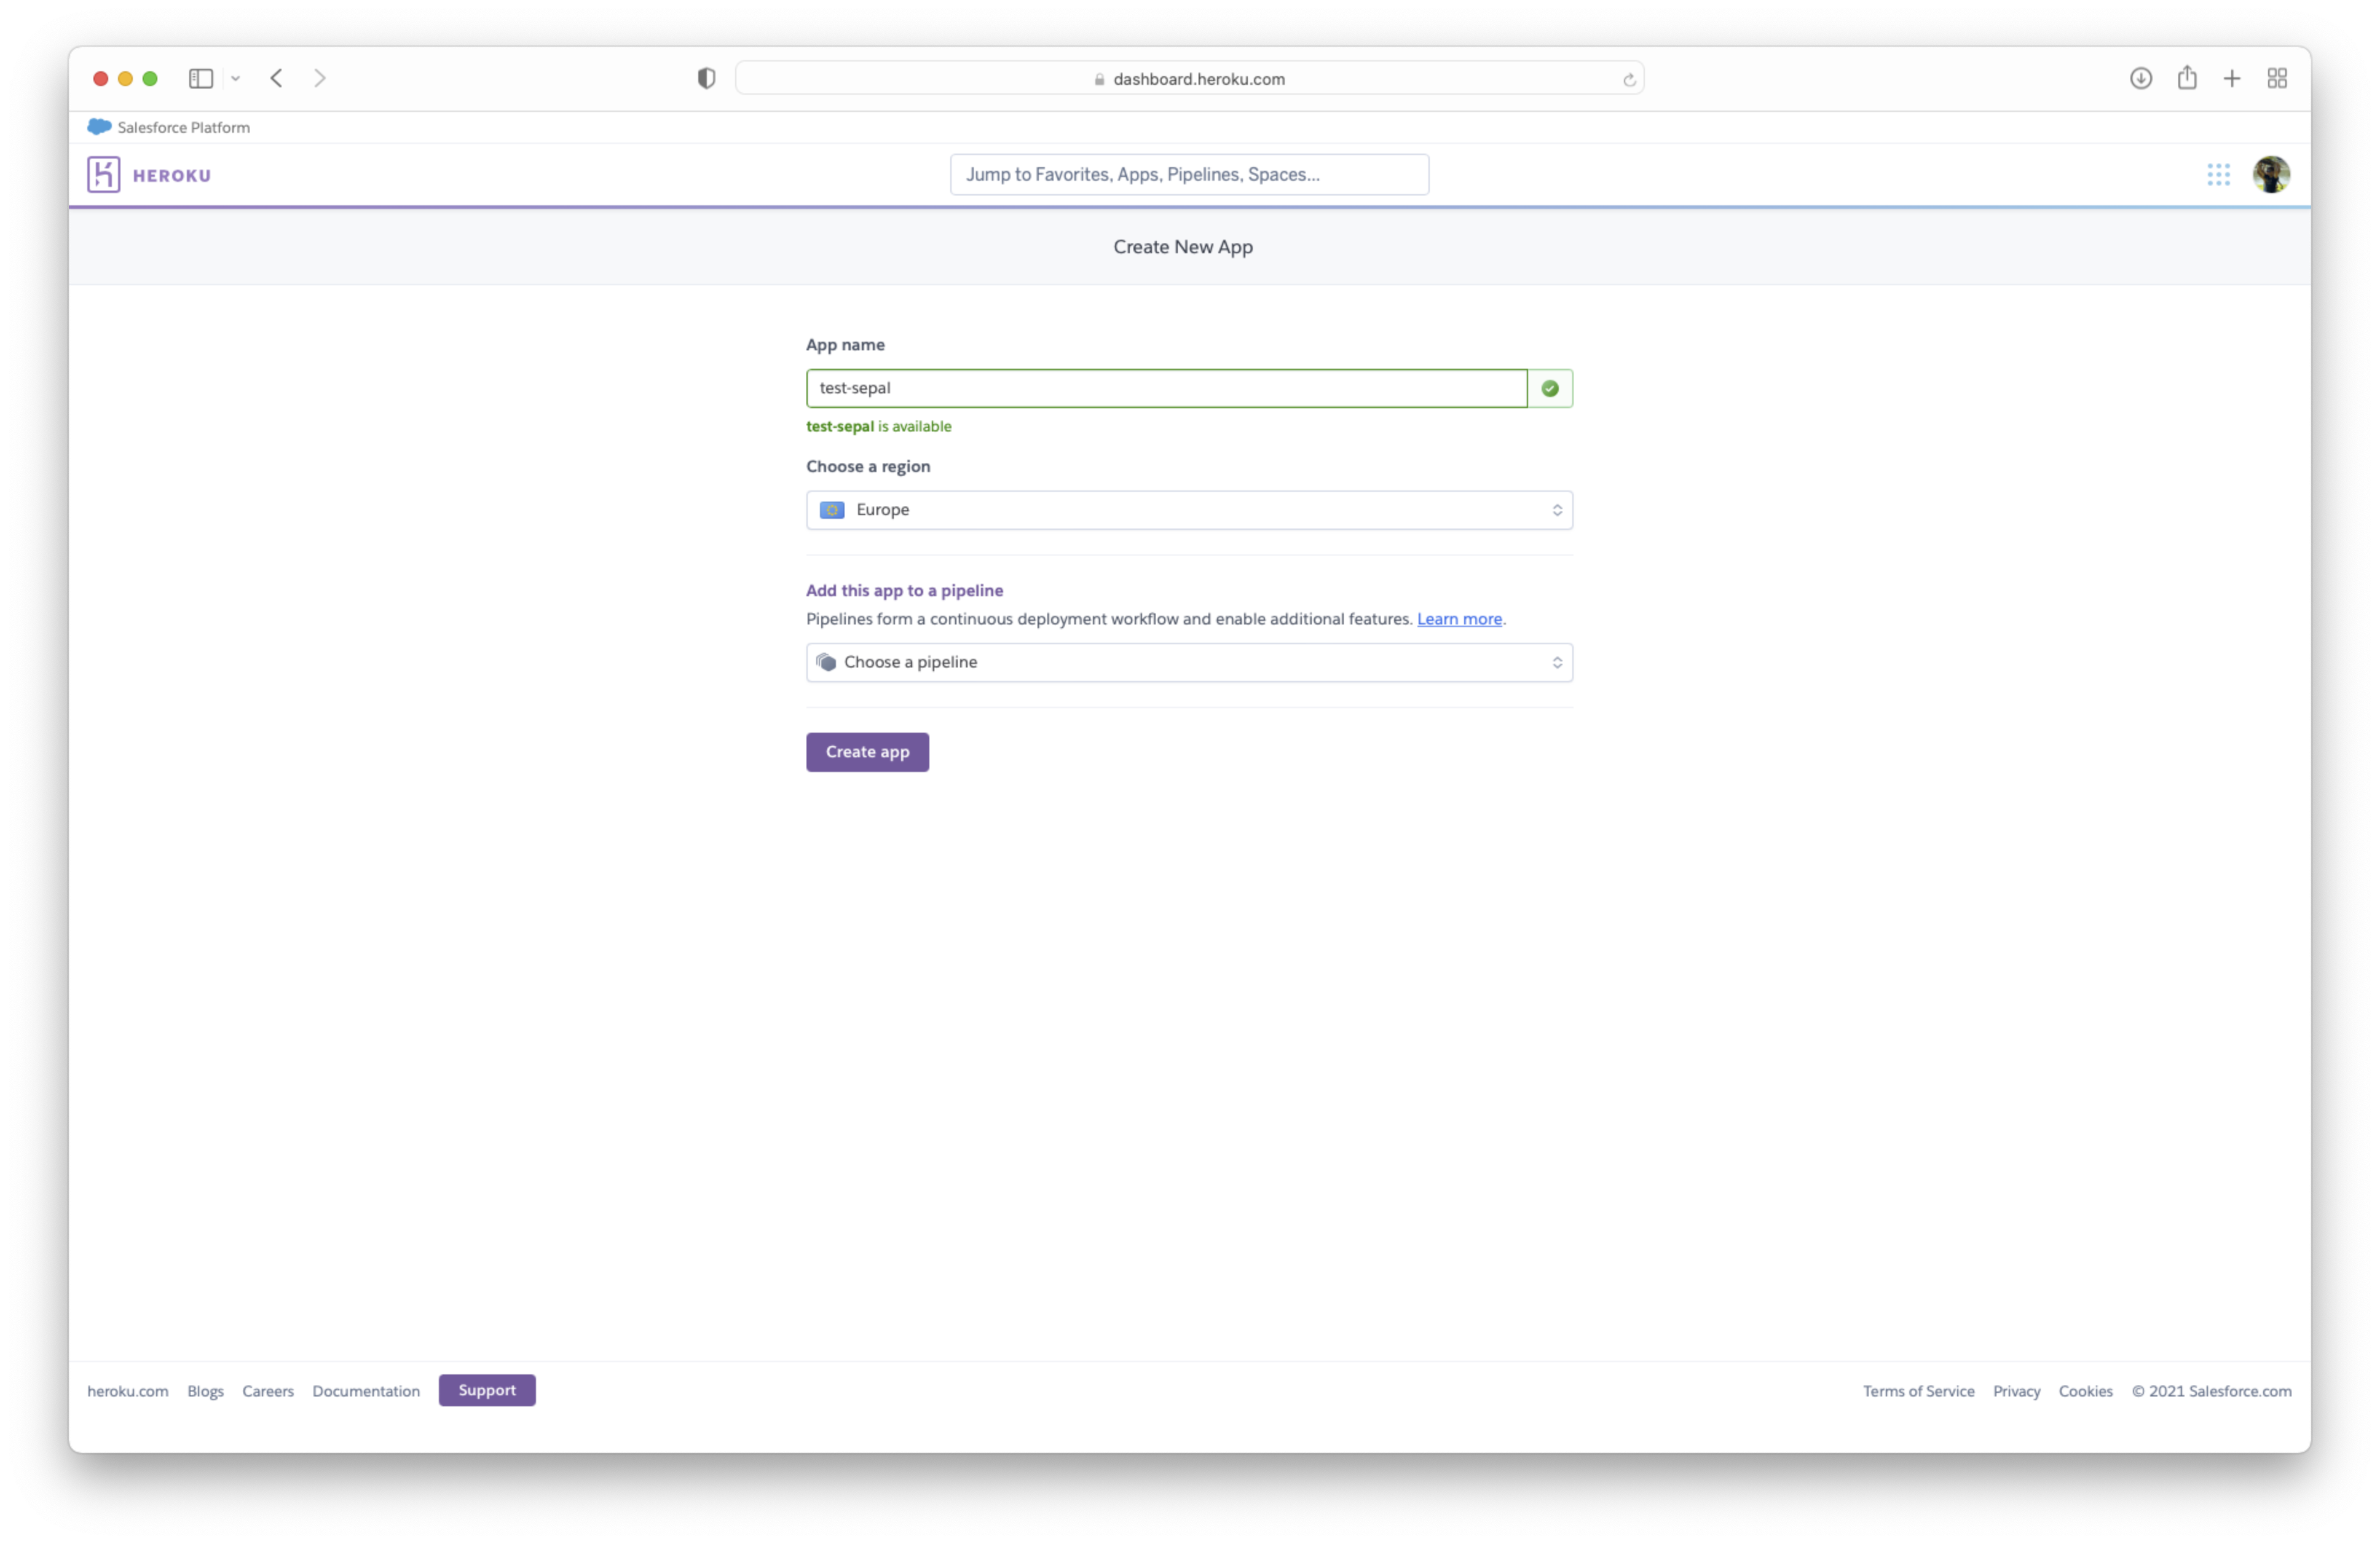 dashboard.heroku.com
Salesforce Platform
HEROKU
Jump to Favorites, Apps, Pipelines, Spaces...
Create New App
App name
test-sepal
test-sepal is available
Choose a region
Europe
Add this app to a pipeline
Pipelines form a continuous deployment workflow and enable additional features. Learn more.
Choose a pipeline
Create app
heroku.com Blogs Careers Documentation Support
Terms of Service Privacy Cookies © 2021 Salesforce.com